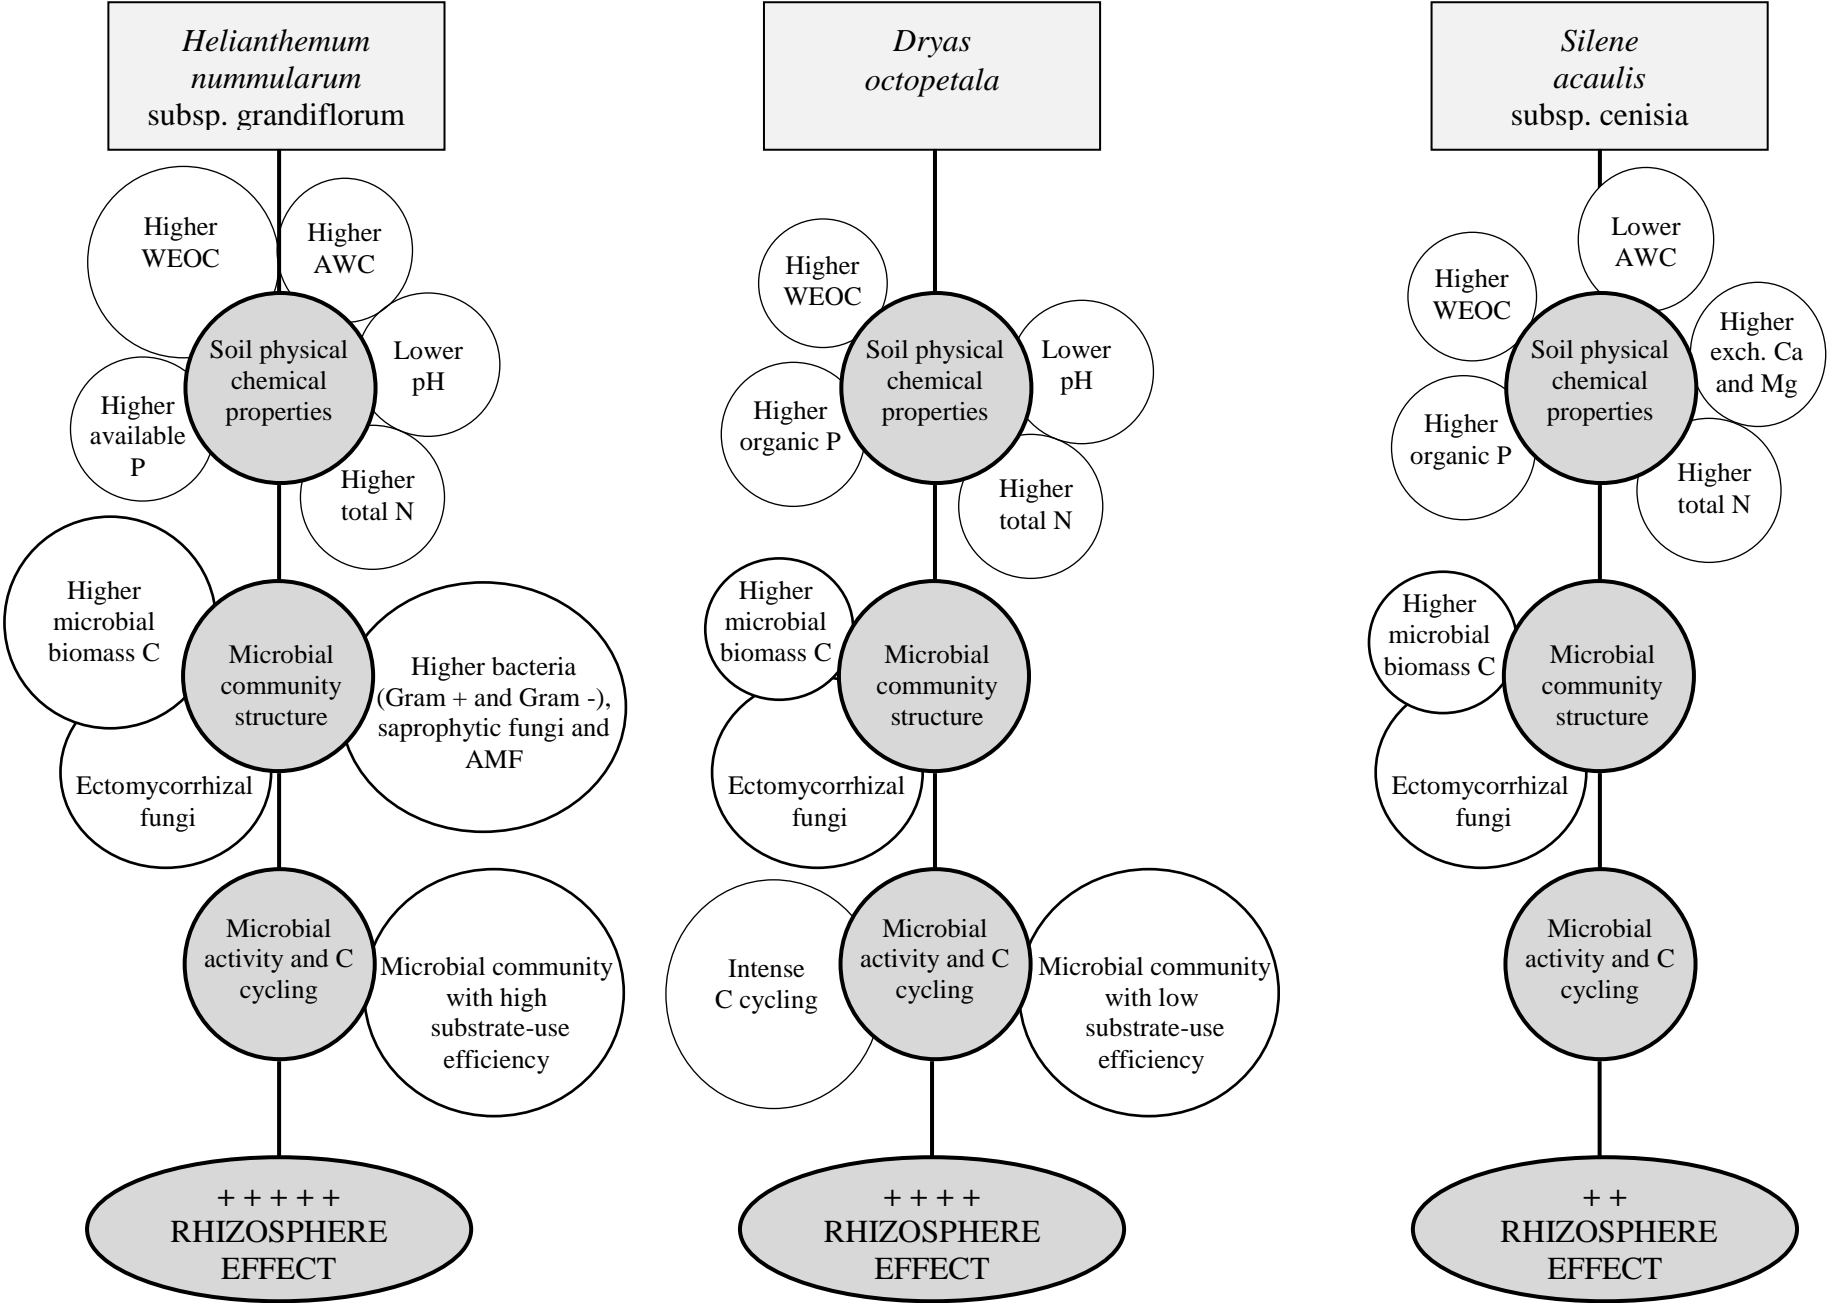 Helianthemum
nummularum
subsp. grandiflorum
Higher
WEOC
Higher
AWC
Lower
pH
Soil physical
chemical
properties
Higher
available
P
Higher
total N
Higher
microbial
biomass C
Microbial
community
structure
Higher bacteria
(Gram + and Gram -),
saprophytic fungi and
AMF
Ectomycorrhizal
fungi
Microbial
activity and C
cycling
Microbial community
with high
substrate-use
efficiency
+ + + + +
RHIZOSPHERE
EFFECT
Dryas
octopetala
Higher
WEOC
Soil physical
chemical
properties
Lower
pH
Higher
organic P
Higher
total N
Higher
microbial
biomass C
Microbial
community
structure
Ectomycorrhizal
fungi
Intense
C cycling
Microbial
activity and C
cycling
Microbial community
with low
substrate-use
efficiency
+ + + +
RHIZOSPHERE
EFFECT
Silene
acaulis
subsp. cenisia
Lower
AWC
Higher
WEOC
Higher
exch. Ca
and Mg
Soil physical
chemical
properties
Higher
organic P
Higher
total N
Higher
microbial
biomass C
Microbial
community
structure
Ectomycorrhizal
fungi
Microbial
activity and C
cycling
+ +
RHIZOSPHERE
EFFECT